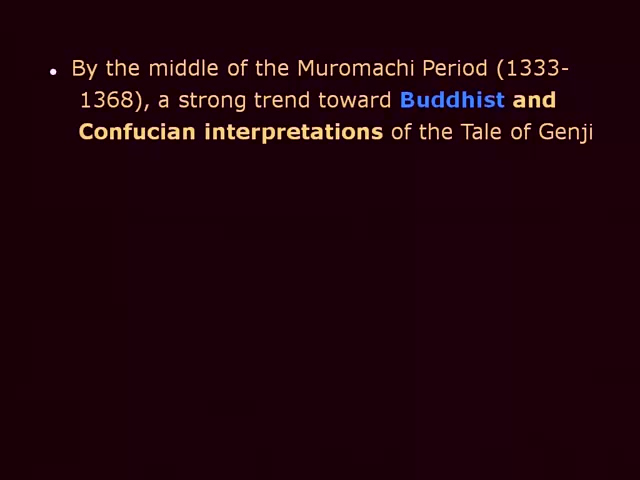 • By the middle of the Muromachi Period (1333-
1368), a strong trend toward Buddhist and
Confucian interpretations of the Tale of Genji